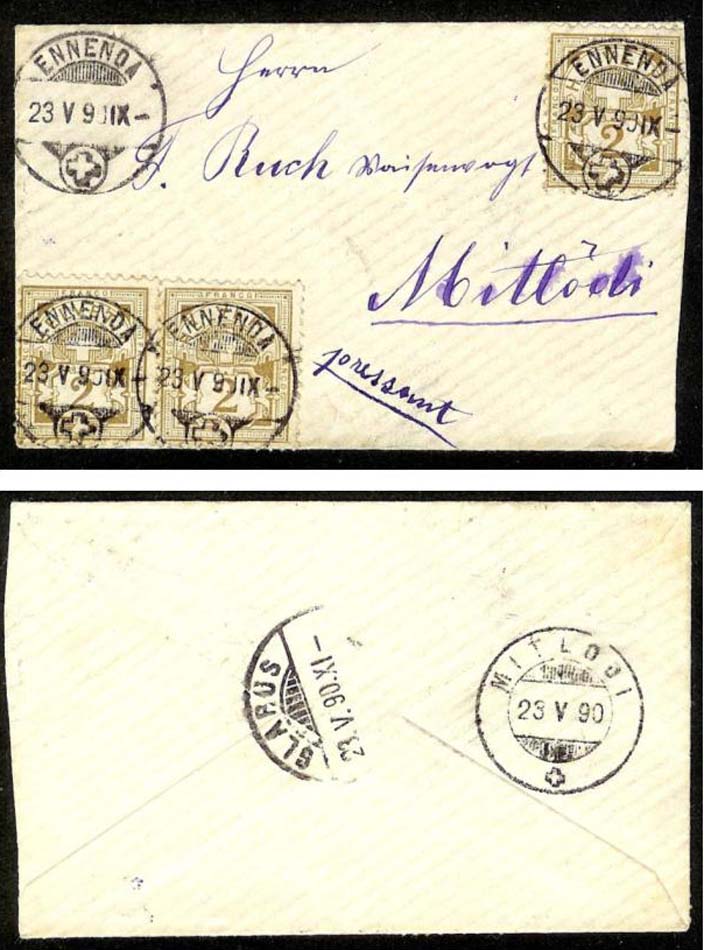 ENNENDA
23 V 90 IX –
Herrn
F. Ruch Waisenvogt
Mitlödi
pressant
ENNENDA
23 V 90 IX –
2
FRANCO
ENNENDA
23 V 90 IX –
2
FRANCO
ENNENDA
23 V 90 IX –
2
GLARUS
23.V.90.XI –
MITLÖDI
23 V 90